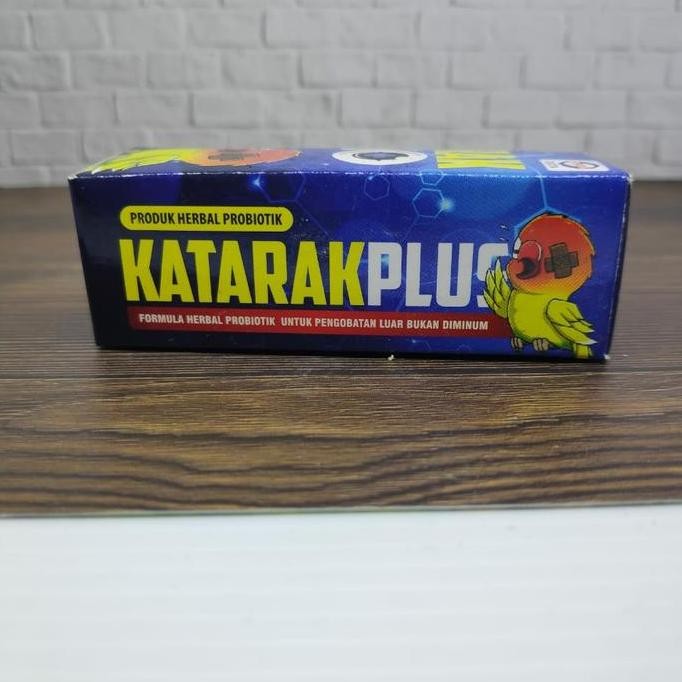 PRODUK HERBAL PROBIOTIK
KATARAKPLUS
FORMULA HERBAL PROBIOTIK UNTUK PENGOBATAN LUAR BUKAN DIMINUM